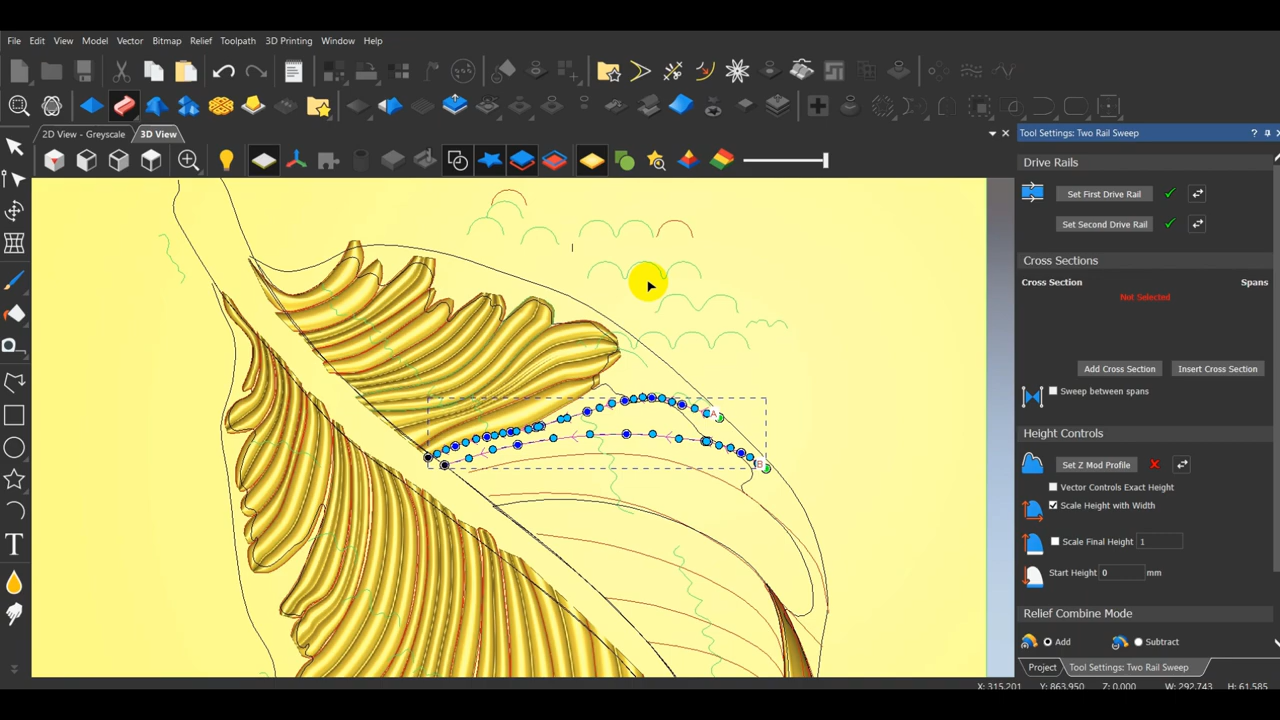 File Edit View Model Vector Bitmap Relief Toolpath 3D Printing Window Help
2D View - Greyscale 3D View
Tool Settings: Two Rail Sweep ?
Drive Rails
Set First Drive Rail
Set Second Drive Rail
Cross Sections
Cross Section Spans
Not Selected
Add Cross Section Insert Cross Section
Sweep between spans
Height Controls
Set Z Mod Profile
Vector Controls Exact Height
Scale Height with Width
Scale Final Height 1
Start Height 0 mm
Relief Combine Mode
Add Subtract
Project Tool Settings: Two Rail Sweep
X: 315.201 Y: 863.950 Z: 0.000 W: 292.743 H: 61.585
A
B
T